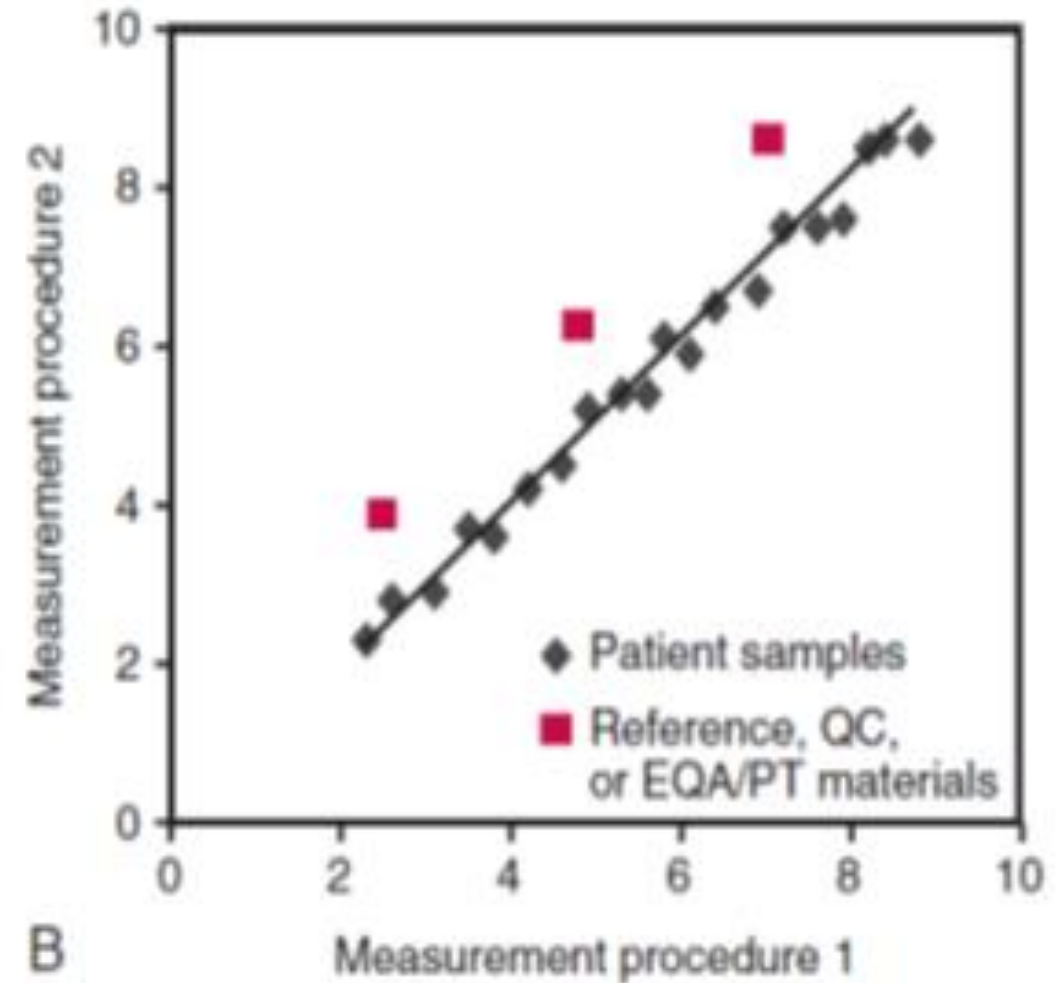 10
8
6
4
2
0
Measurement procedure 2
Patient samples
Reference, QC,
or EQA/PT materials
0 2 4 6 8 10
Measurement procedure 1
B